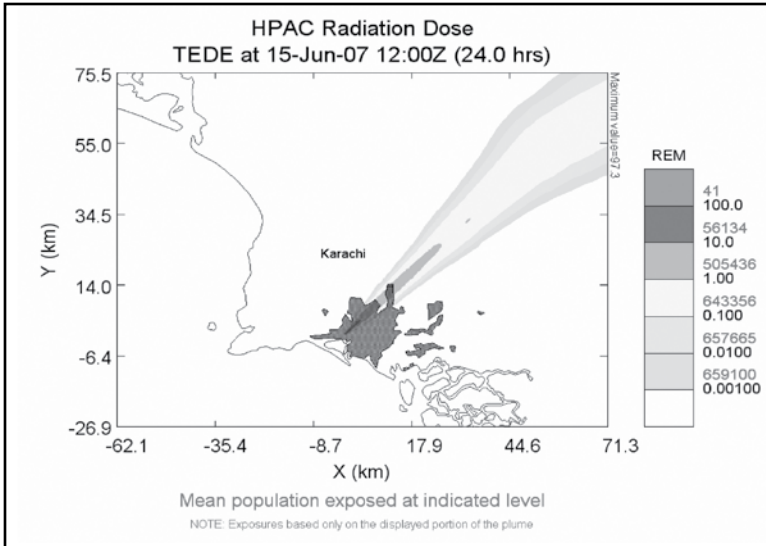 HPAC Radiation Dose
TEDE at 15-Jun-07 12:00Z (24.0 hrs)
75.5
55.0
34.5
14.0
-6.4
-26.9
Y (km)
Karachi
Maximum value=97.3
-62.1 -35.4 -8.7 17.9 44.6 71.3
X (km)
REM
41
100.0
56134
10.0
505436
1.00
643356
0.100
657665
0.0100
659100
0.00100
Mean population exposed at indicated level
NOTE: Exposures based only on the displayed portion of the plume